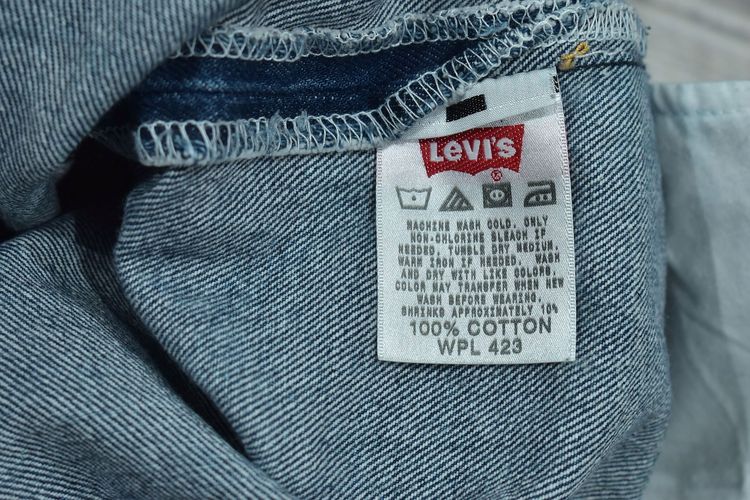 LEVI'S
®
MACHINE WASH COLD. ONLY
NON-CHLORINE BLEACH IF
NEEDED. TUMBLE DRY MEDIUM.
WARM IRON IF NEEDED. WASH
AND DRY WITH LIKE COLORS.
COLOR MAY TRANSFER WHEN NEW
WASH BEFORE WEARING.
SHRINKS APPROXIMATELY 10%
100% COTTON
WPL 423